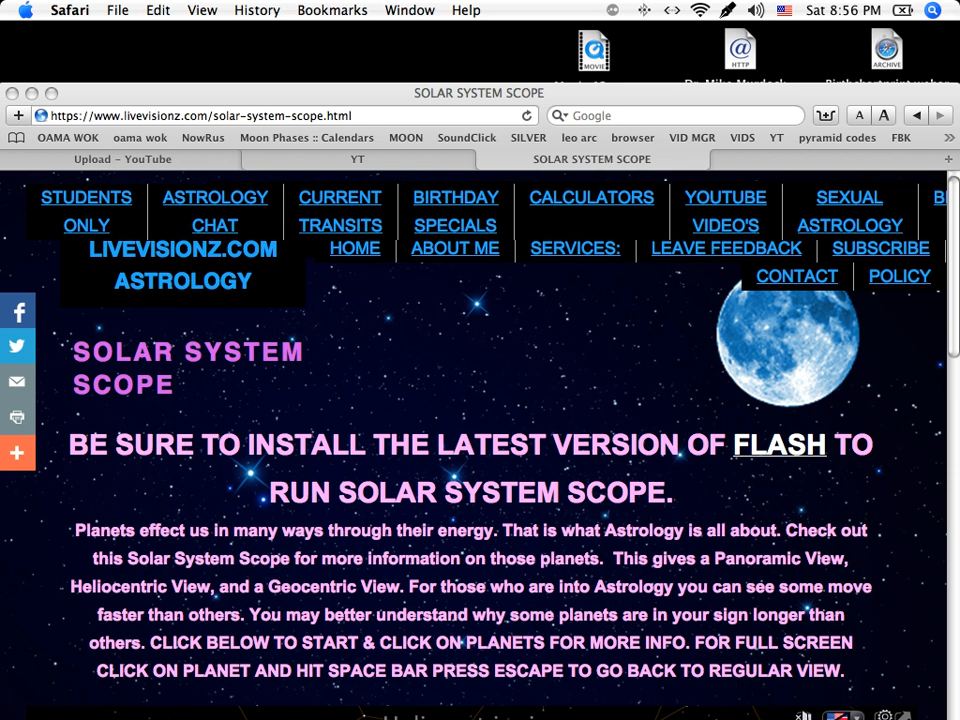 Safari File Edit View History Bookmarks Window Help Sat 8:56 PM
MOVIE HTTP ARCHIVE
SOLAR SYSTEM SCOPE
https://www.livevisionz.com/solar-system-scope.html Google A A
OAMA WOK oama wok NowRus Moon Phases :: Calendars MOON SoundClick SILVER leo arc browser VID MGR VIDS YT pyramid codes FBK
Upload – YouTube YT SOLAR SYSTEM SCOPE
STUDENTS ASTROLOGY CURRENT BIRTHDAY CALCULATORS YOUTUBE SEXUAL
ONLY CHAT TRANSITS SPECIALS VIDEO'S ASTROLOGY
LIVEVISIONZ.COM HOME ABOUT ME SERVICES: LEAVE FEEDBACK SUBSCRIBE
ASTROLOGY CONTACT POLICY
SOLAR SYSTEM
SCOPE
BE SURE TO INSTALL THE LATEST VERSION OF FLASH TO
RUN SOLAR SYSTEM SCOPE.
Planets effect us in many ways through their energy. That is what Astrology is all about. Check out
this Solar System Scope for more information on those planets. This gives a Panoramic View,
Heliocentric View, and a Geocentric View. For those who are into Astrology you can see some move
faster than others. You may better understand why some planets are in your sign longer than
others. CLICK BELOW TO START & CLICK ON PLANETS FOR MORE INFO. FOR FULL SCREEN
CLICK ON PLANET AND HIT SPACE BAR PRESS ESCAPE TO GO BACK TO REGULAR VIEW.